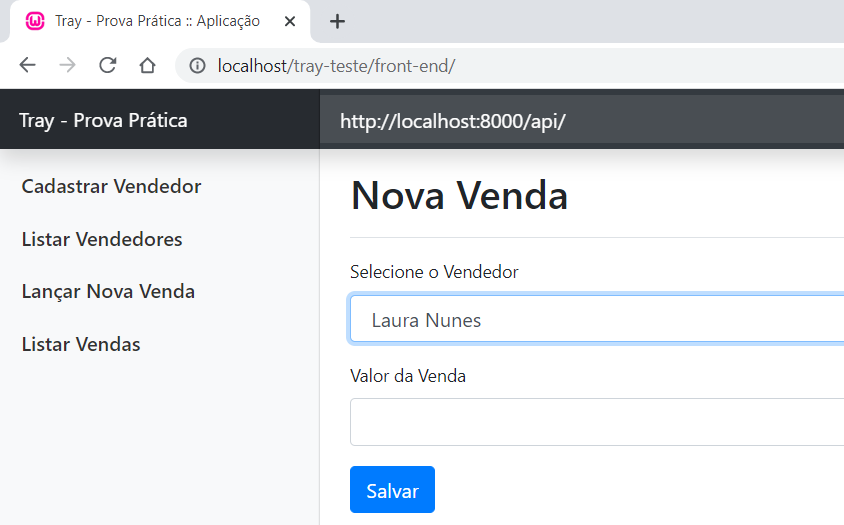 Tray - Prova Prática :: Aplicação
localhost/tray-teste/front-end/
Tray - Prova Prática
http://localhost:8000/api/
Cadastrar Vendedor
Listar Vendedores
Lançar Nova Venda
Listar Vendas
Nova Venda
Selecione o Vendedor
Laura Nunes
Valor da Venda
Salvar